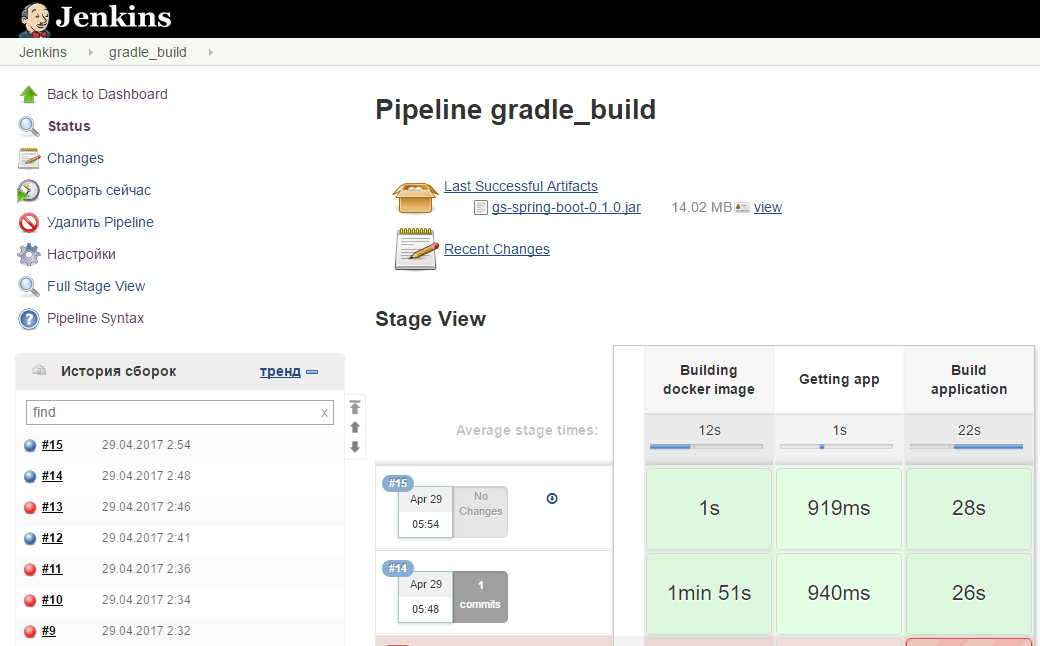 Jenkins
Jenkins gradle_build
Back to Dashboard
Status
Changes
Собрать сейчас
Удалить Pipeline
Настройки
Full Stage View
Pipeline Syntax
История сборок тренд
find x
#15 29.04.2017 2:54
#14 29.04.2017 2:48
#13 29.04.2017 2:46
#12 29.04.2017 2:41
#11 29.04.2017 2:36
#10 29.04.2017 2:34
#9 29.04.2017 2:32
Pipeline gradle_build
Last Successful Artifacts
gs-spring-boot-0.1.0.jar 14.02 MB view
Recent Changes
Stage View
Building
docker image
Getting app
Build
application
Average stage times:
12s 1s 22s
#15
Apr 29
05:54
No
Changes
1s 919ms 28s
#14
Apr 29
05:48
1
commits
1min 51s 940ms 26s